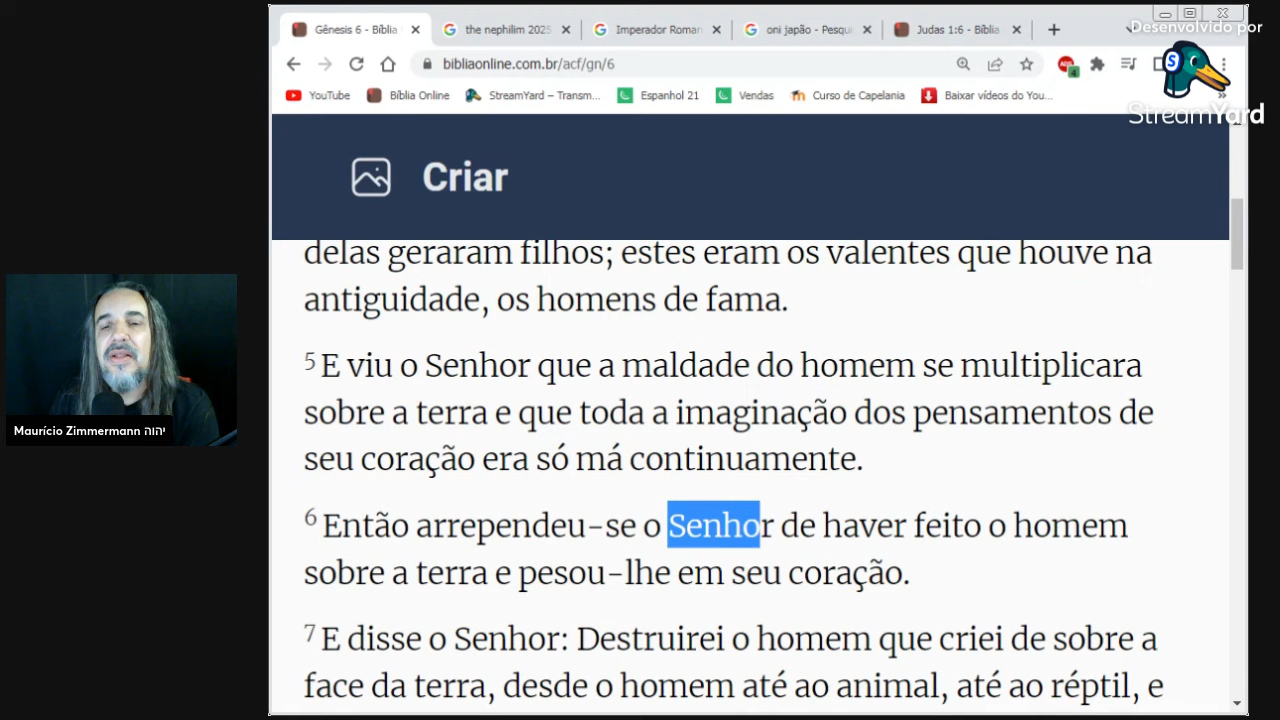 Gênesis 6 - Bíblia
the nephilim 2025
Imperador Roman
oni japão - Pesqui
Judas 1:6 - Bíblia
Desenvolvido por
bibliaonline.com.br/acf/gn/6
YouTube
Bíblia Online
StreamYard – Transm...
Espanhol 21
Vendas
Curso de Capelania
Baixar vídeos do You...
StreamYard
Criar
delas geraram filhos; estes eram os valentes que houve na
antiguidade, os homens de fama.
5 E viu o Senhor que a maldade do homem se multiplicara
sobre a terra e que toda a imaginação dos pensamentos de
seu coração era só má continuamente.
6 Então arrependeu-se o Senhor de haver feito o homem
sobre a terra e pesou-lhe em seu coração.
7 E disse o Senhor: Destruirei o homem que criei de sobre a
face da terra, desde o homem até ao animal, até ao réptil, e
Maurício Zimmermann יהוה